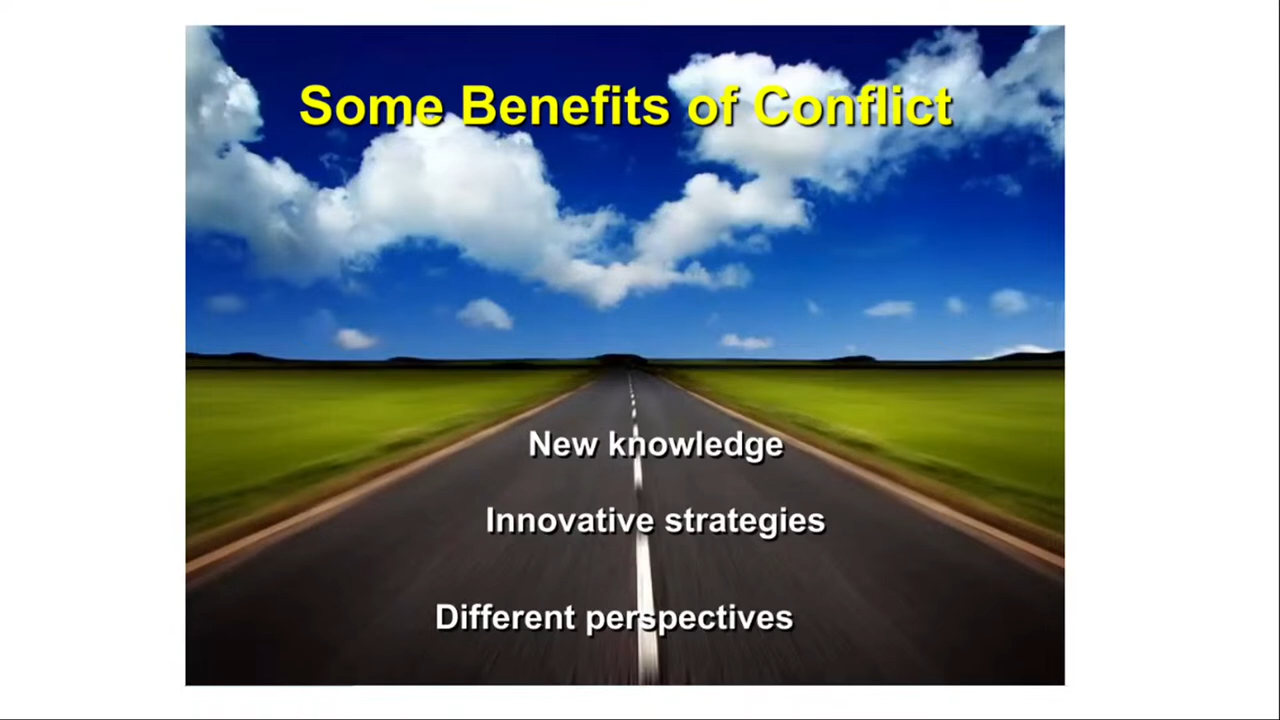 Some Benefits of Conflict
New knowledge
Innovative strategies
Different perspectives